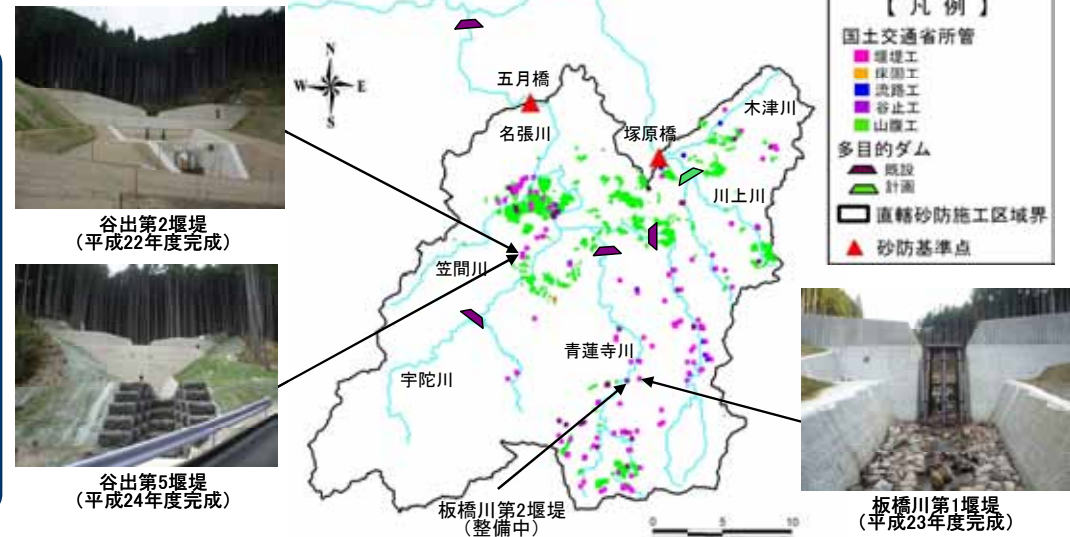 谷出第2堰堤
（平成22年度完成）
谷出第5堰堤
（平成24年度完成）
N
W
E
S
五月橋
名張川
塚原橋
木津川
川上川
笠間川
宇陀川
青蓮寺川
板橋川第2堰堤
（整備中）
0 5 10
【 凡 例 】
国土交通省所管
堰堤工
床固工
流路工
谷止工
山腹工
多目的ダム
既設
計画
直轄砂防施工区域界
砂防基準点
板橋川第1堰堤
（平成23年度完成）